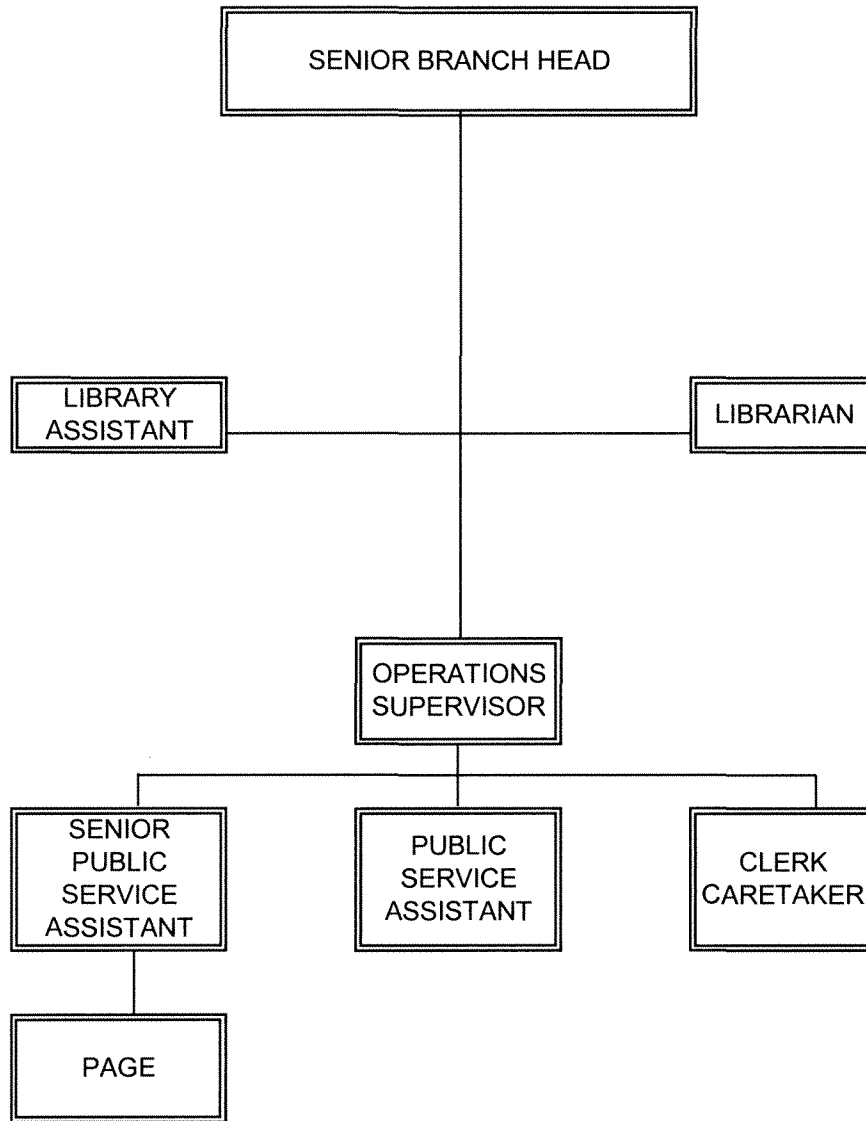 SENIOR BRANCH HEAD
LIBRARY
ASSISTANT
LIBRARIAN
OPERATIONS
SUPERVISOR
SENIOR
PUBLIC
SERVICE
ASSISTANT
PUBLIC
SERVICE
ASSISTANT
CLERK
CARETAKER
PAGE